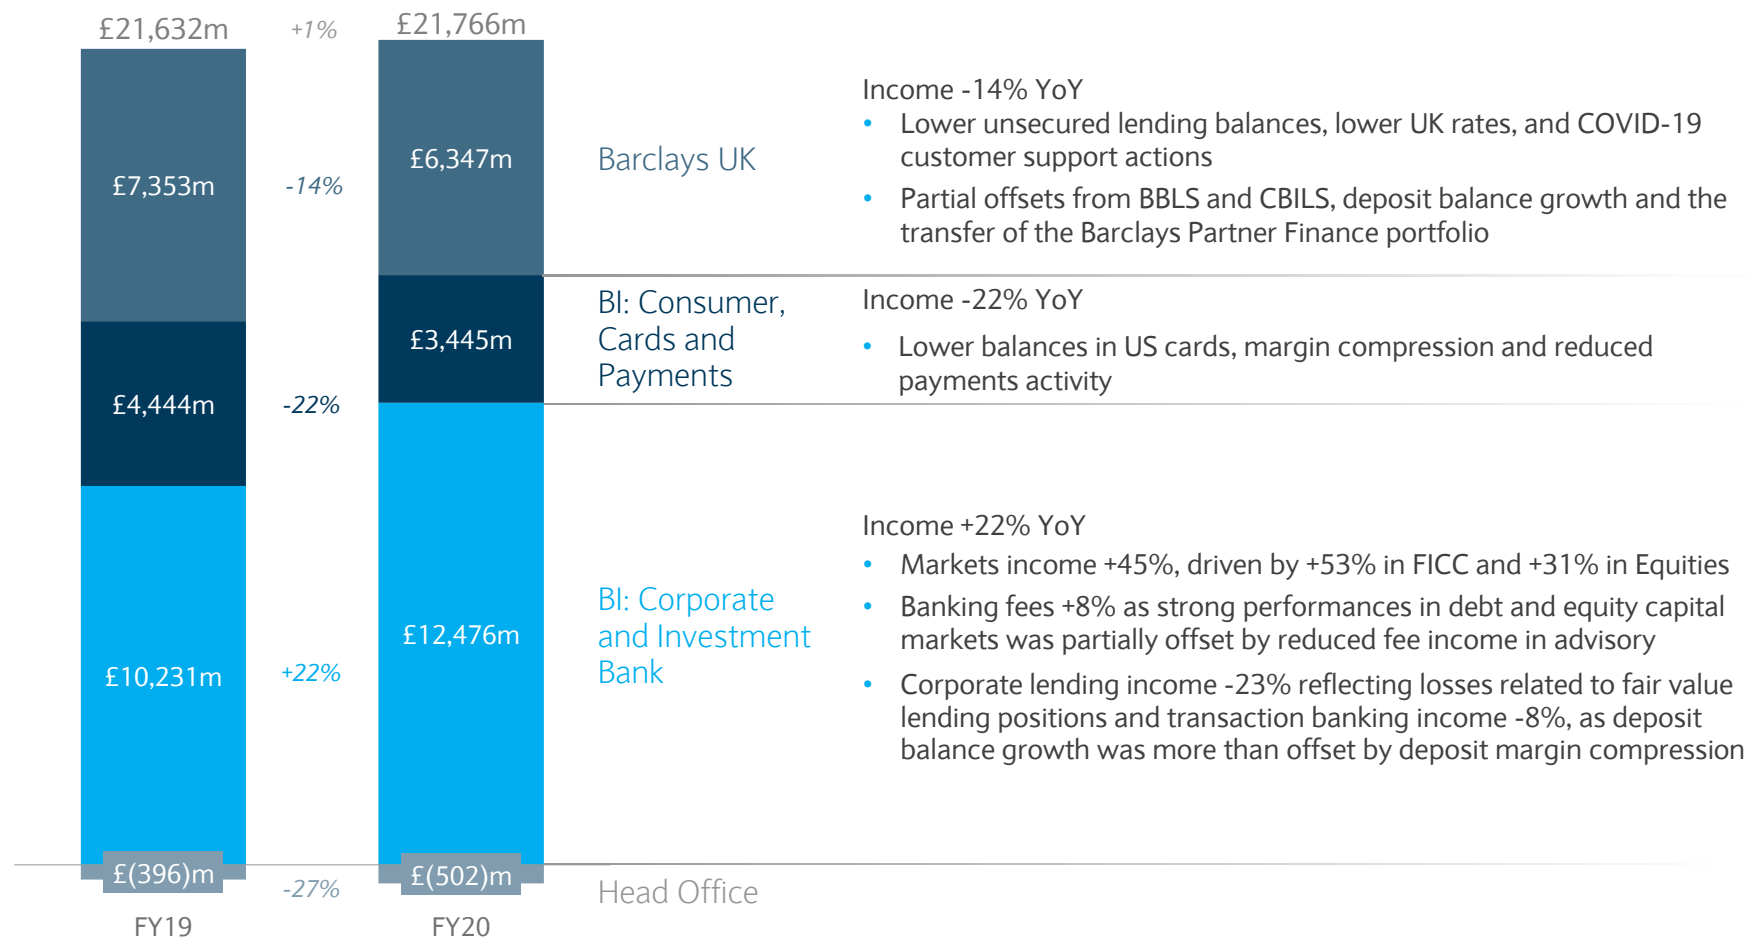 £21,632m
+1%
£21,766m
£7,353m
-14%
£6,347m
Barclays UK
Income -14% YoY
• Lower unsecured lending balances, lower UK rates, and COVID-19
customer support actions
• Partial offsets from BBLS and CBILS, deposit balance growth and the
transfer of the Barclays Partner Finance portfolio
£4,444m
-22%
£3,445m
BI: Consumer,
Cards and
Payments
Income -22% YoY
• Lower balances in US cards, margin compression and reduced
payments activity
£10,231m
+22%
£12,476m
BI: Corporate
and Investment
Bank
Income +22% YoY
• Markets income +45%, driven by +53% in FICC and +31% in Equities
• Banking fees +8% as strong performances in debt and equity capital
markets was partially offset by reduced fee income in advisory
• Corporate lending income -23% reflecting losses related to fair value
lending positions and transaction banking income -8%, as deposit
balance growth was more than offset by deposit margin compression
£(396)m
-27%
£(502)m
Head Office
FY19
FY20